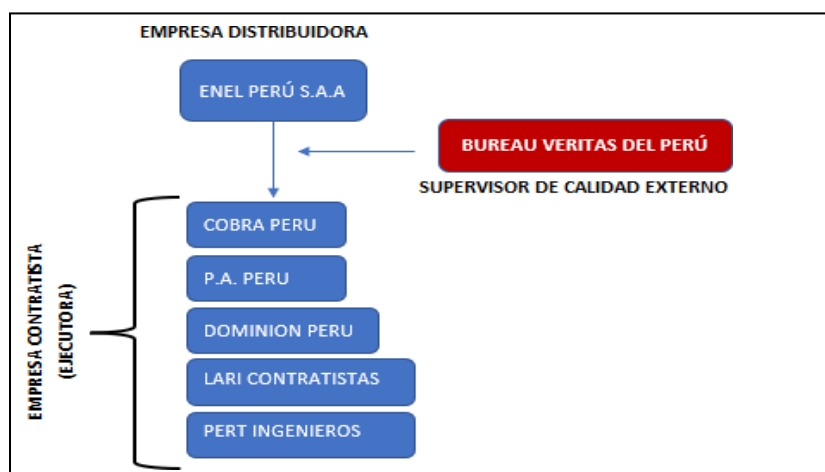 EMPRESA DISTRIBUIDORA
ENEL PERÚ S.A.A
BUREAU VERITAS DEL PERÚ
SUPERVISOR DE CALIDAD EXTERNO
EMPRESA CONTRATISTA
(EJECUTORA)
COBRA PERU
P.A. PERU
DOMINION PERU
LARI CONTRATISTAS
PERT INGENIEROS